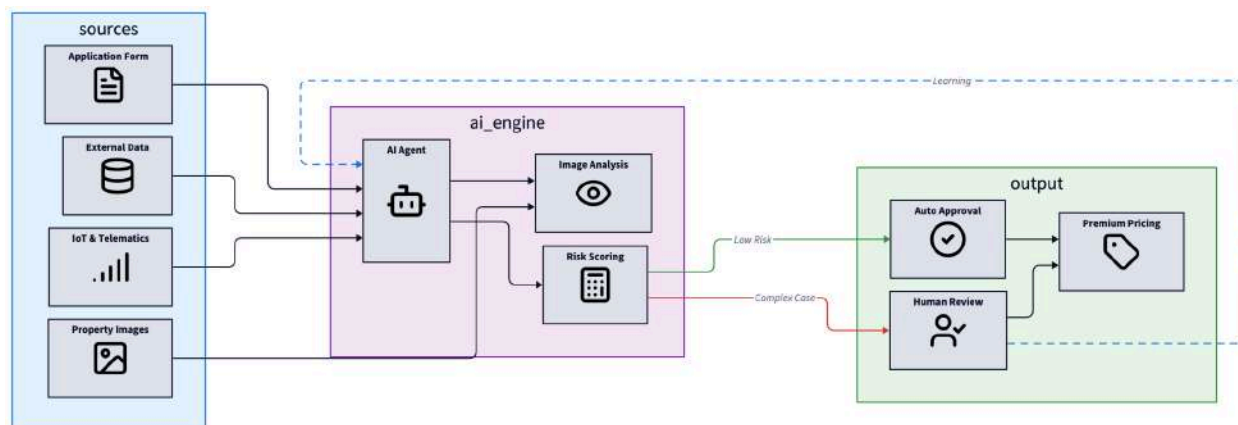 sources
Application Form
External Data
IoT & Telematics
Property Images
Learning
ai_engine
AI Agent
Image Analysis
Risk Scoring
Low Risk
Complex Case
output
Auto Approval
Premium Pricing
Human Review